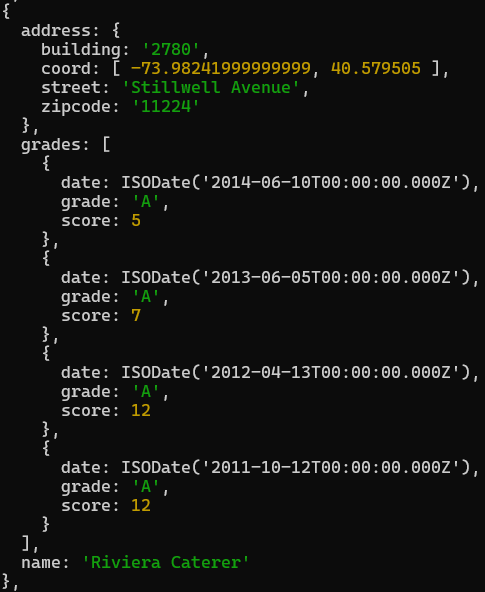 {
  address: {
    building: '2780',
    coord: [ -73.98241999999999, 40.579505 ],
    street: 'Stillwell Avenue',
    zipcode: '11224'
  },
  grades: [
    {
      date: ISODate('2014-06-10T00:00:00.000Z'),
      grade: 'A',
      score: 5
    },
    {
      date: ISODate('2013-06-05T00:00:00.000Z'),
      grade: 'A',
      score: 7
    },
    {
      date: ISODate('2012-04-13T00:00:00.000Z'),
      grade: 'A',
      score: 12
    },
    {
      date: ISODate('2011-10-12T00:00:00.000Z'),
      grade: 'A',
      score: 12
    }
  ],
  name: 'Riviera Caterer'
},